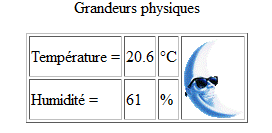 Grandeurs physiques
Température = 20.6 °C
Humidité = 61 %